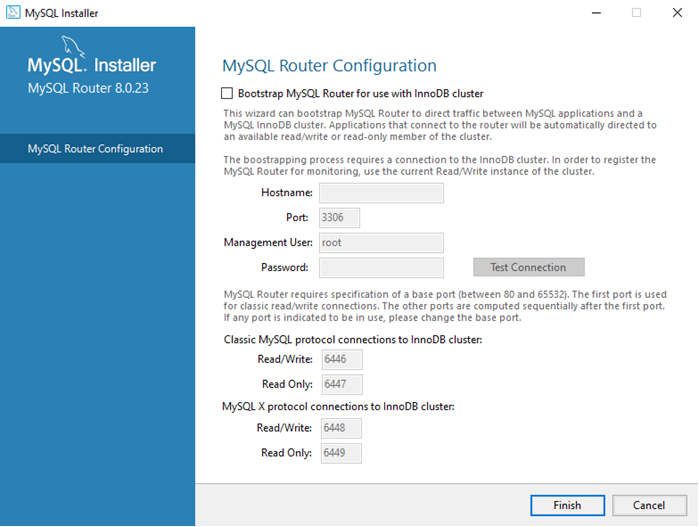 MySQL Installer
MySQL. Installer
MySQL Router 8.0.23
MySQL Router Configuration
MySQL Router Configuration
Bootstrap MySQL Router for use with InnoDB cluster
This wizard can bootstrap MySQL Router to direct traffic between MySQL applications and a
MySQL InnoDB cluster. Applications that connect to the router will be automatically directed to
an available read/write or read-only member of the cluster.
The boostrapping process requires a connection to the InnoDB cluster. In order to register the
MySQL Router for monitoring, use the current Read/Write instance of the cluster.
Hostname:
Port: 3306
Management User: root
Password: Test Connection
MySQL Router requires specification of a base port (between 80 and 65532). The first port is used
for classic read/write connections. The other ports are computed sequentially after the first port.
If any port is indicated to be in use, please change the base port.
Classic MySQL protocol connections to InnoDB cluster:
Read/Write: 6446
Read Only: 6447
MySQL X protocol connections to InnoDB cluster:
Read/Write: 6448
Read Only: 6449
Finish Cancel